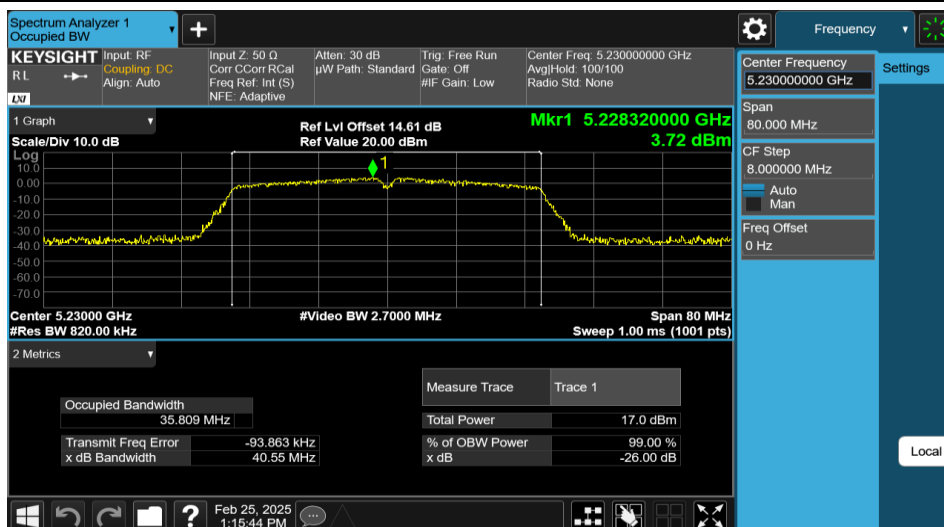 Spectrum Analyzer 1
Occupied BW
+
Frequency
KEYSIGHT
RL
LXI
Input: RF
Coupling: DC
Align: Auto
Input Z: 50 Ω
Corr CCorr RCal
Freq Ref: Int (S)
NFE: Adaptive
Atten: 30 dB
µW Path: Standard
Trig: Free Run
Gate: Off
#IF Gain: Low
Center Freq: 5.230000000 GHz
Avg|Hold: 100/100
Radio Std: None
Center Frequency
5.230000000 GHz
Settings
Span
80.000 MHz
CF Step
8.000000 MHz
Auto
Man
Freq Offset
0 Hz
Local
1 Graph
Scale/Div 10.0 dB
Ref Lvl Offset 14.61 dB
Ref Value 20.00 dBm
Mkr1 5.228320000 GHz
3.72 dBm
Log
10.0
0.00
-10.0
-20.0
-30.0
-40.0
-50.0
-60.0
-70.0
1
Center 5.23000 GHz
#Res BW 820.00 kHz
#Video BW 2.7000 MHz
Span 80 MHz
Sweep 1.00 ms (1001 pts)
2 Metrics
Occupied Bandwidth
35.809 MHz
Transmit Freq Error -93.863 kHz
x dB Bandwidth 40.55 MHz
Measure Trace Trace 1
Total Power 17.0 dBm
% of OBW Power 99.00 %
x dB -26.00 dB
?
Feb 25, 2025
1:15:44 PM